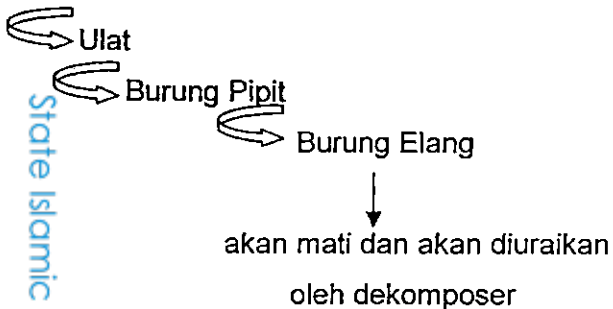 Ulat
Burung Pipit
Burung Elang
akan mati dan akan diuraikan
oleh dekomposer
State Islamic